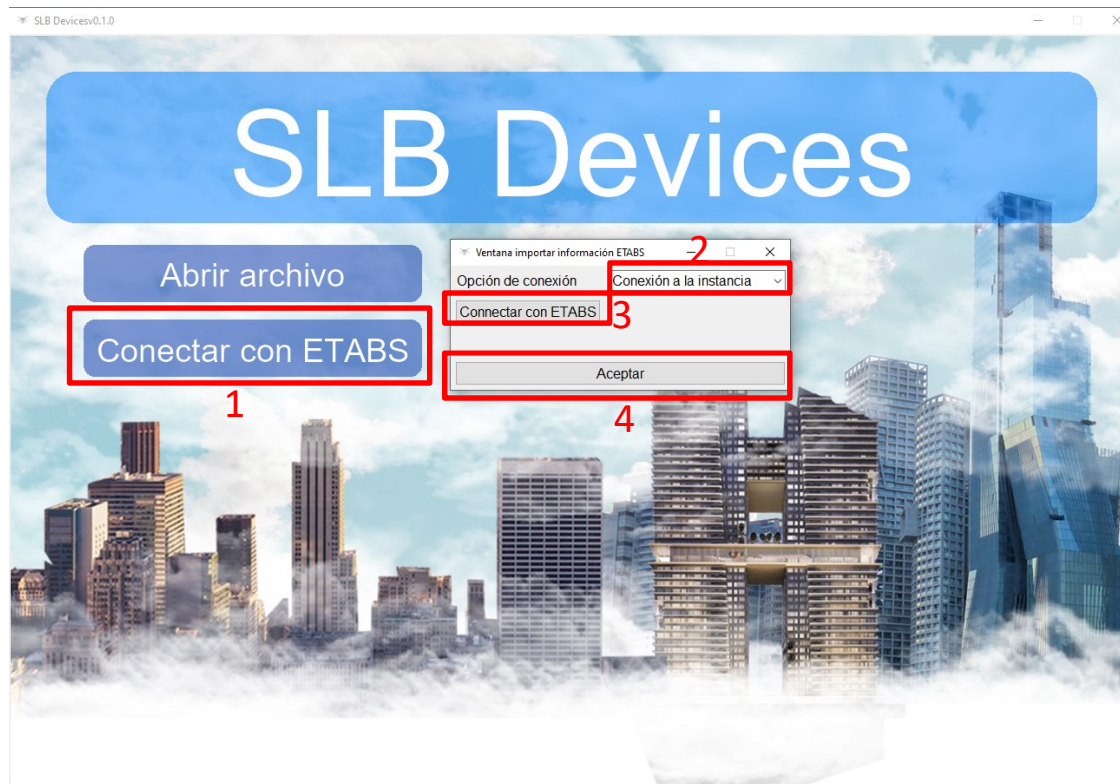 SLB Devicesv0.1.0
SLB Devices
Abrir archivo
Conectar con ETABS
1
Ventana importar información ETABS
2
Opción de conexión Conexión a la instancia
Connectar con ETABS
3
Aceptar
4